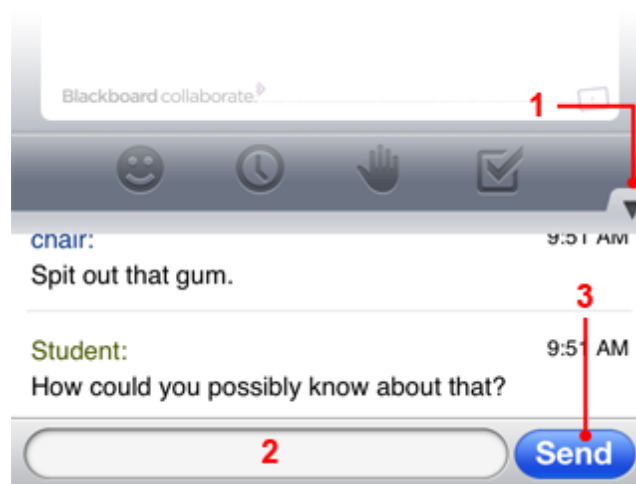 Blackboard collaborate.
1
chair: 9:51 AM
Spit out that gum.
3
Student: 9:51 AM
How could you possibly know about that?
2 Send